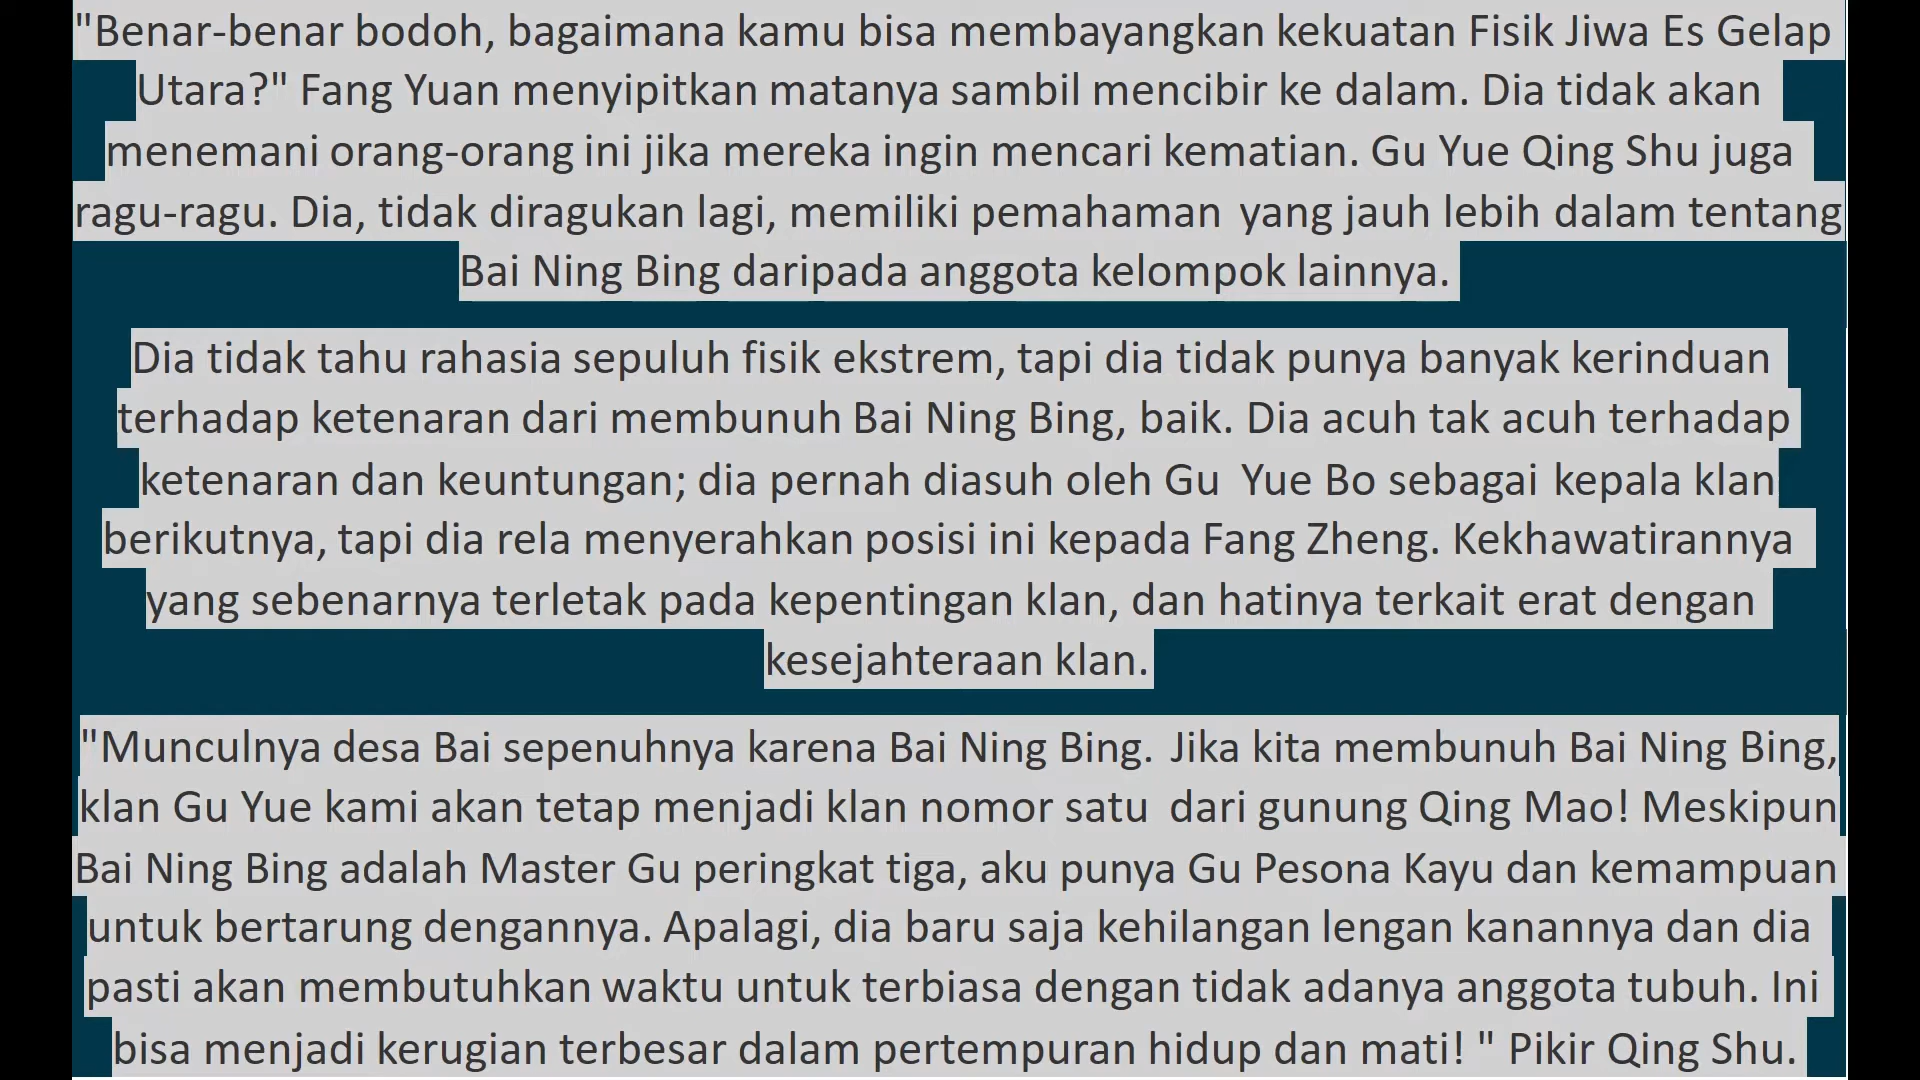 "Benar-benar bodoh, bagaimana kamu bisa membayangkan kekuatan Fisik Jiwa Es Gelap
Utara?" Fang Yuan menyipitkan matanya sambil mencibir ke dalam. Dia tidak akan
menemani orang-orang ini jika mereka ingin mencari kematian. Gu Yue Qing Shu juga
ragu-ragu. Dia, tidak diragukan lagi, memiliki pemahaman yang jauh lebih dalam tentang
Bai Ning Bing daripada anggota kelompok lainnya.
Dia tidak tahu rahasia sepuluh fisik ekstrem, tapi dia tidak punya banyak kerinduan
terhadap ketenaran dari membunuh Bai Ning Bing, baik. Dia acuh tak acuh terhadap
ketenaran dan keuntungan; dia pernah diasuh oleh Gu Yue Bo sebagai kepala klan
berikutnya, tapi dia rela menyerahkan posisi ini kepada Fang Zheng. Kekhawatirannya
yang sebenarnya terletak pada kepentingan klan, dan hatinya terkait erat dengan
kesejahteraan klan.
"Munculnya desa Bai sepenuhnya karena Bai Ning Bing. Jika kita membunuh Bai Ning Bing,
klan Gu Yue kami akan tetap menjadi klan nomor satu dari gunung Qing Mao! Meskipun
Bai Ning Bing adalah Master Gu peringkat tiga, aku punya Gu Pesona Kayu dan kemampuan
untuk bertarung dengannya. Apalagi, dia baru saja kehilangan lengan kanannya dan dia
pasti akan membutuhkan waktu untuk terbiasa dengan tidak adanya anggota tubuh. Ini
bisa menjadi kerugian terbesar dalam pertempuran hidup dan mati! " Pikir Qing Shu.